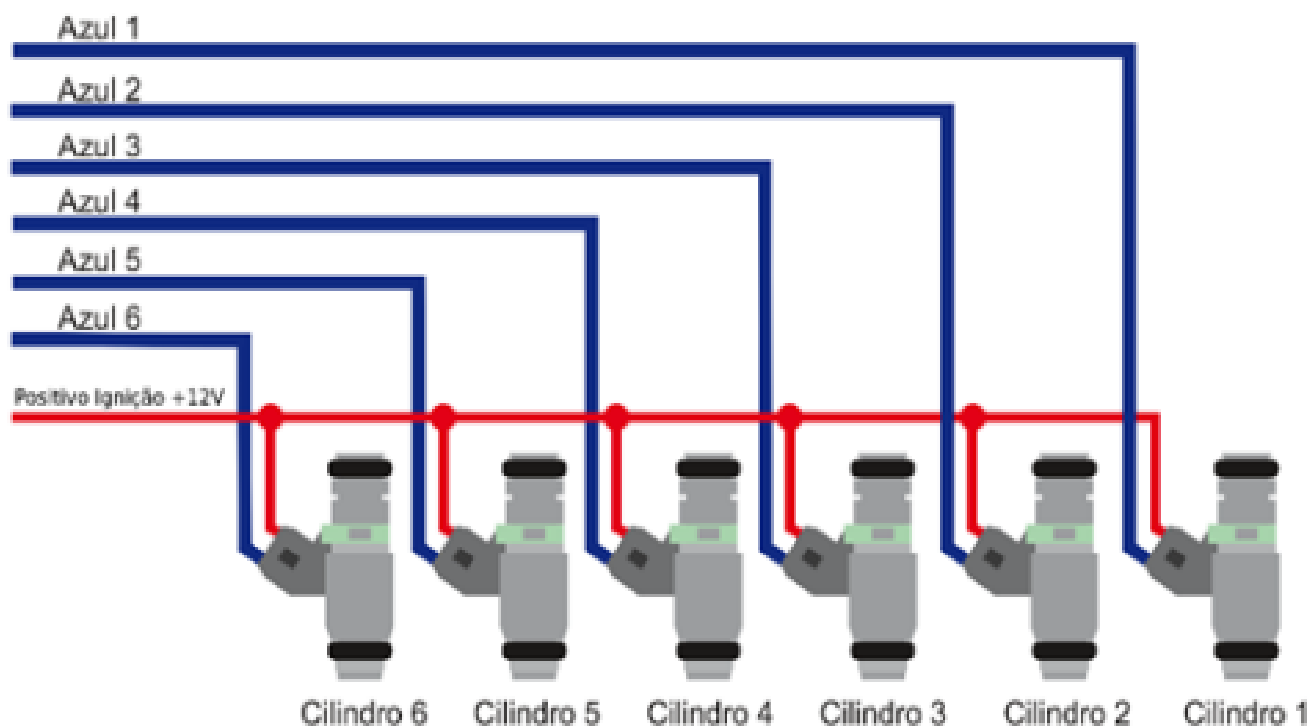 Azul 1
Azul 2
Azul 3
Azul 4
Azul 5
Azul 6
Positivo Ignição +12V
Cilindro 6 Cilindro 5 Cilindro 4 Cilindro 3 Cilindro 2 Cilindro 1